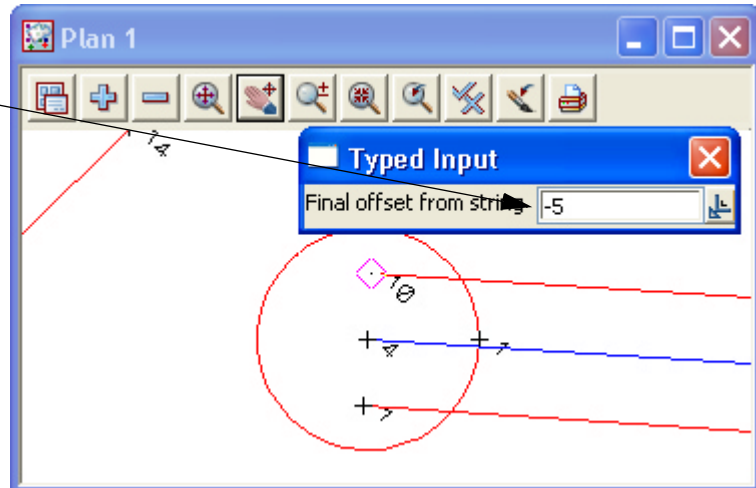 Plan 1
Typed Input
Final offset from string -5